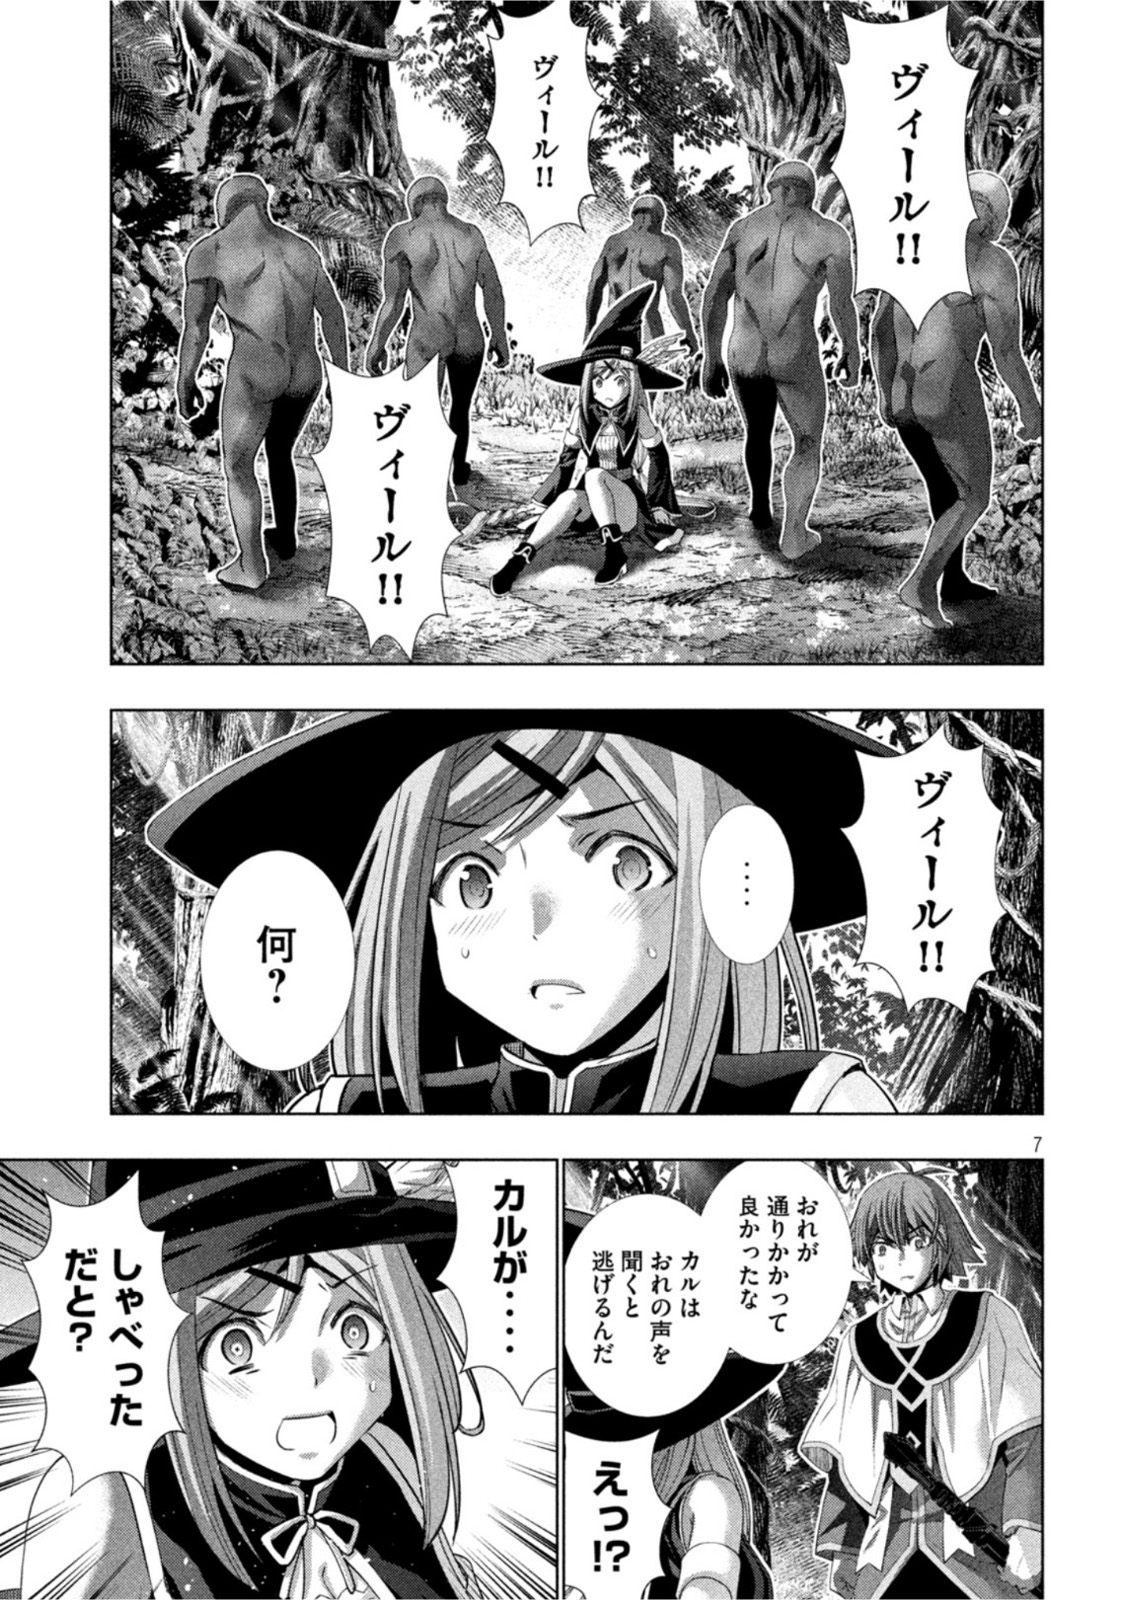 ヴィール!!
ヴィール!!
ヴィール!!
ヴィール!!
・・・・
何?
7
おれが
通りかかって
良かったな
カルは
おれの声を
聞くと
逃げるんだ
えっ!?
カルが・・・・
しゃべった
だと?